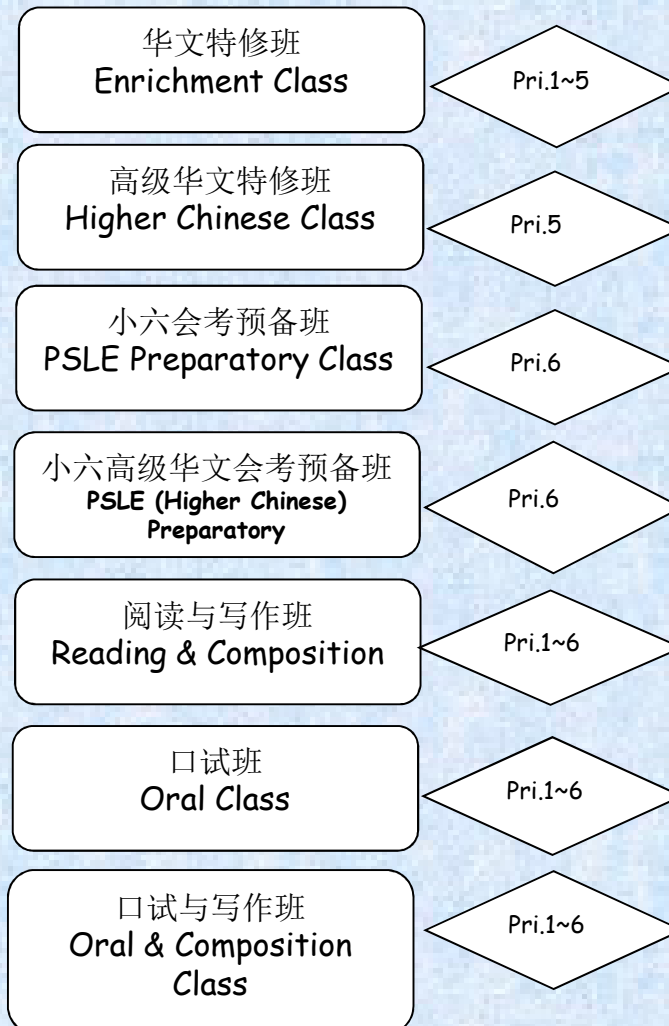 华文特修班
Enrichment Class
Pri.1~5
高级华文特修班
Higher Chinese Class
Pri.5
小六会考预备班
PSLE Preparatory Class
Pri.6
小六高级华文会考预备班
PSLE (Higher Chinese)
Preparatory
Pri.6
阅读与写作班
Reading & Composition
Pri.1~6
口试班
Oral Class
Pri.1~6
口试与写作班
Oral & Composition
Class
Pri.1~6